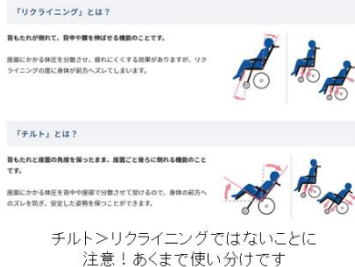 「リクライニング」とは？
背もたれが倒れて、背中や腰を伸ばせる機能のことです。
座面にかかる体圧を分散させ、疲れにくくする効果がありますが、リク
ライニングの度に身体が前方へズレてしまいます。
「チルト」とは？
背もたれと座面の角度を保ったまま、座面ごと後ろに倒れる機能のこと
です。
座面にかかる体圧を背中や座部で分散させて受けるので、身体の前方へ
のズレを防ぎ、安定した姿勢を保つことができます。
チルト＞リクライニングではないことに
注意！あくまで使い分けです